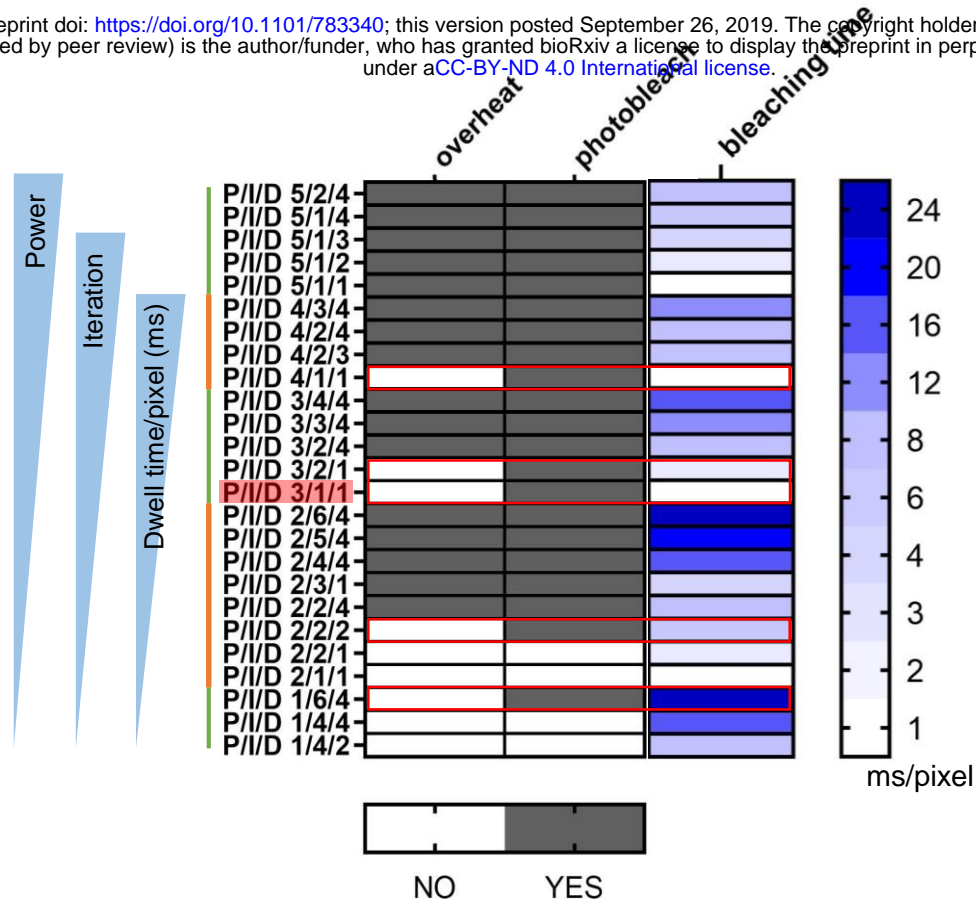 eprint doi: https://doi.org/10.1101/783340; this version posted September 26, 2019. The copyright holder
ed by peer review) is the author/funder, who has granted bioRxiv a license to display the preprint in perp
under aCC-BY-ND 4.0 International license.
overheat
photobleach
bleaching time
Power
Iteration
Dwell time/pixel (ms)
P/I/D 5/2/4
P/I/D 5/1/4
P/I/D 5/1/3
P/I/D 5/1/2
P/I/D 5/1/1
P/I/D 4/3/4
P/I/D 4/2/4
P/I/D 4/2/3
P/I/D 4/1/1
P/I/D 3/4/4
P/I/D 3/3/4
P/I/D 3/2/4
P/I/D 3/2/1
P/I/D 3/1/1
P/I/D 2/6/4
P/I/D 2/5/4
P/I/D 2/4/4
P/I/D 2/3/1
P/I/D 2/2/4
P/I/D 2/2/2
P/I/D 2/2/1
P/I/D 2/1/1
P/I/D 1/6/4
P/I/D 1/4/4
P/I/D 1/4/2
24
20
16
12
8
6
4
3
2
1
ms/pixel
NO YES